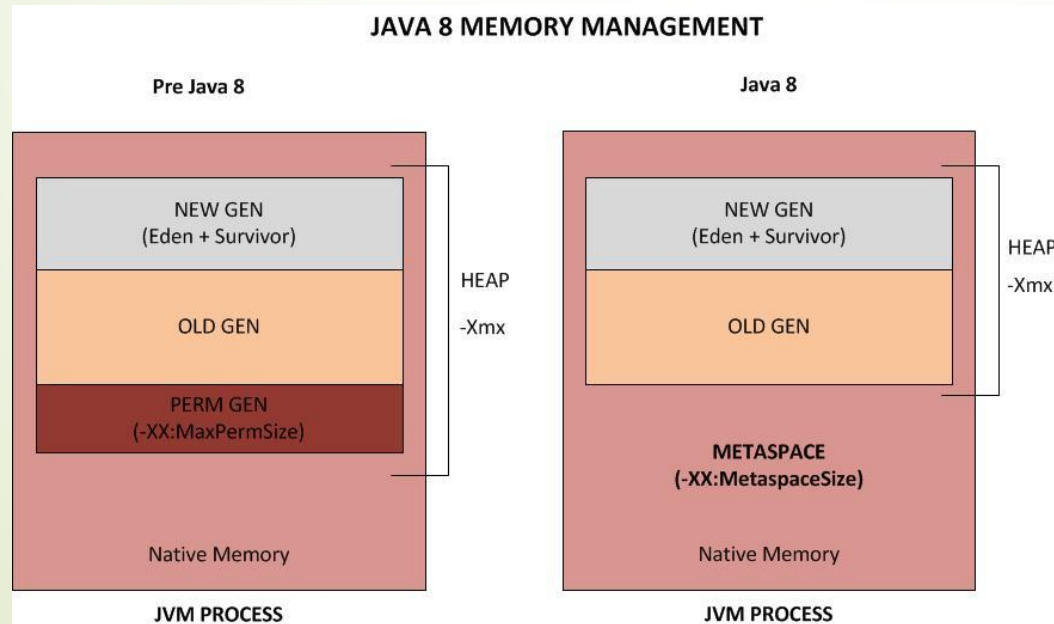 JAVA 8 MEMORY MANAGEMENT
Pre Java 8
NEW GEN
(Eden + Survivor)
OLD GEN
PERM GEN
(-XX:MaxPermSize)
Native Memory
HEAP
-Xmx
JVM PROCESS
Java 8
NEW GEN
(Eden + Survivor)
OLD GEN
METASPACE
(-XX:MetaspaceSize)
Native Memory
HEAP
-Xmx
JVM PROCESS